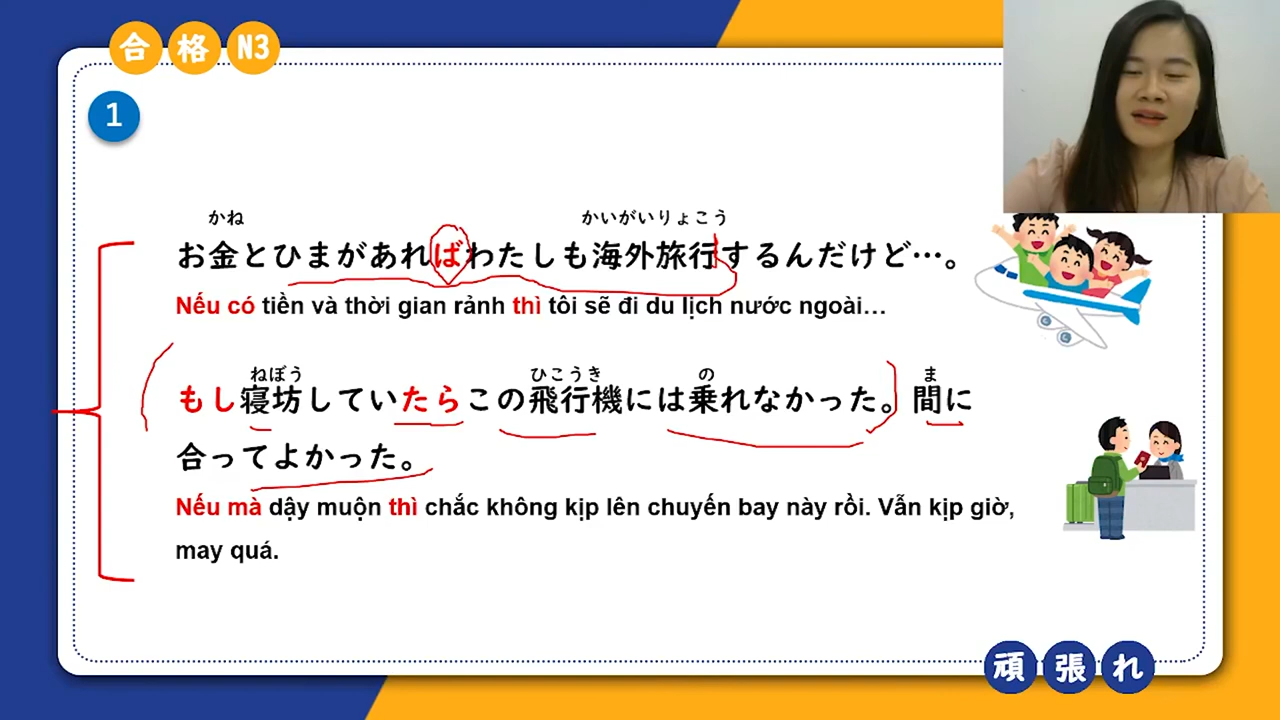 合格N3
1
かね かいがいりょこう
お金とひまがあればわたしも海外旅行するんだけど…。
Nếu có tiền và thời gian rảnh thì tôi sẽ đi du lịch nước ngoài…
ねぼう ひこうき の ま
もし寝坊していたらこの飛行機には乗れなかった。間に
合ってよかった。
Nếu mà dậy muộn thì chắc không kịp lên chuyến bay này rồi. Vẫn kịp giờ,
may quá.
頑張れ